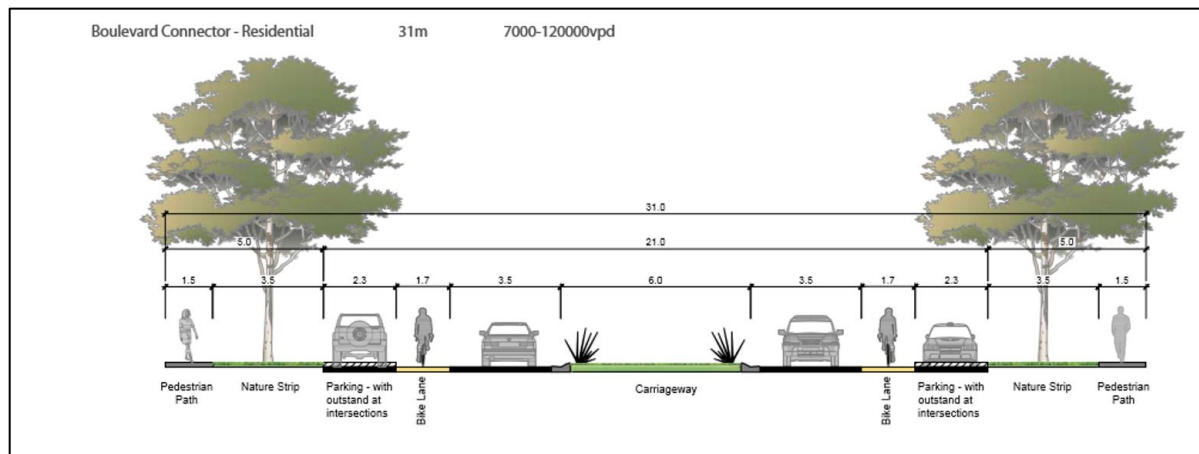 Boulevard Connector - Residential 31m 7000-120000vpd
31.0
5.0 21.0 5.0
1.5 3.5 2.3 1.7 3.5 6.0 3.5 1.7 2.3 3.5 1.5
Pedestrian
Path
Nature Strip
Parking - with
outstand at
intersections
Bike Lane
Carriageway
Bike Lane
Parking - with
outstand at
intersections
Nature Strip
Pedestrian
Path